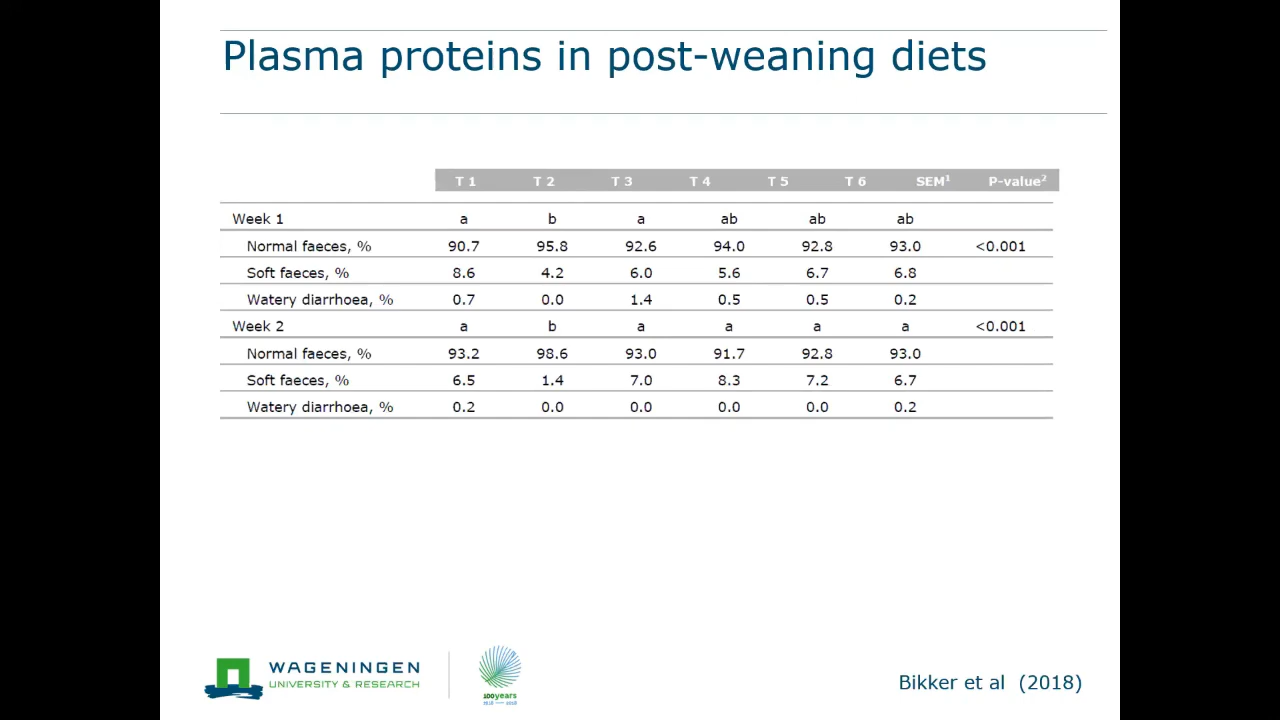 Plasma proteins in post-weaning diets
T 1 T 2 T 3 T 4 T 5 T 6 SEM1 P-value2
Week 1 a b a ab ab ab
Normal faeces, % 90.7 95.8 92.6 94.0 92.8 93.0 <0.001
Soft faeces, % 8.6 4.2 6.0 5.6 6.7 6.8
Watery diarrhoea, % 0.7 0.0 1.4 0.5 0.5 0.2
Week 2 a b a a a a <0.001
Normal faeces, % 93.2 98.6 93.0 91.7 92.8 93.0
Soft faeces, % 6.5 1.4 7.0 8.3 7.2 6.7
Watery diarrhoea, % 0.2 0.0 0.0 0.0 0.0 0.2
WAGENINGEN
UNIVERSITY & RESEARCH
100years
1918 — 2018
Bikker et al (2018)